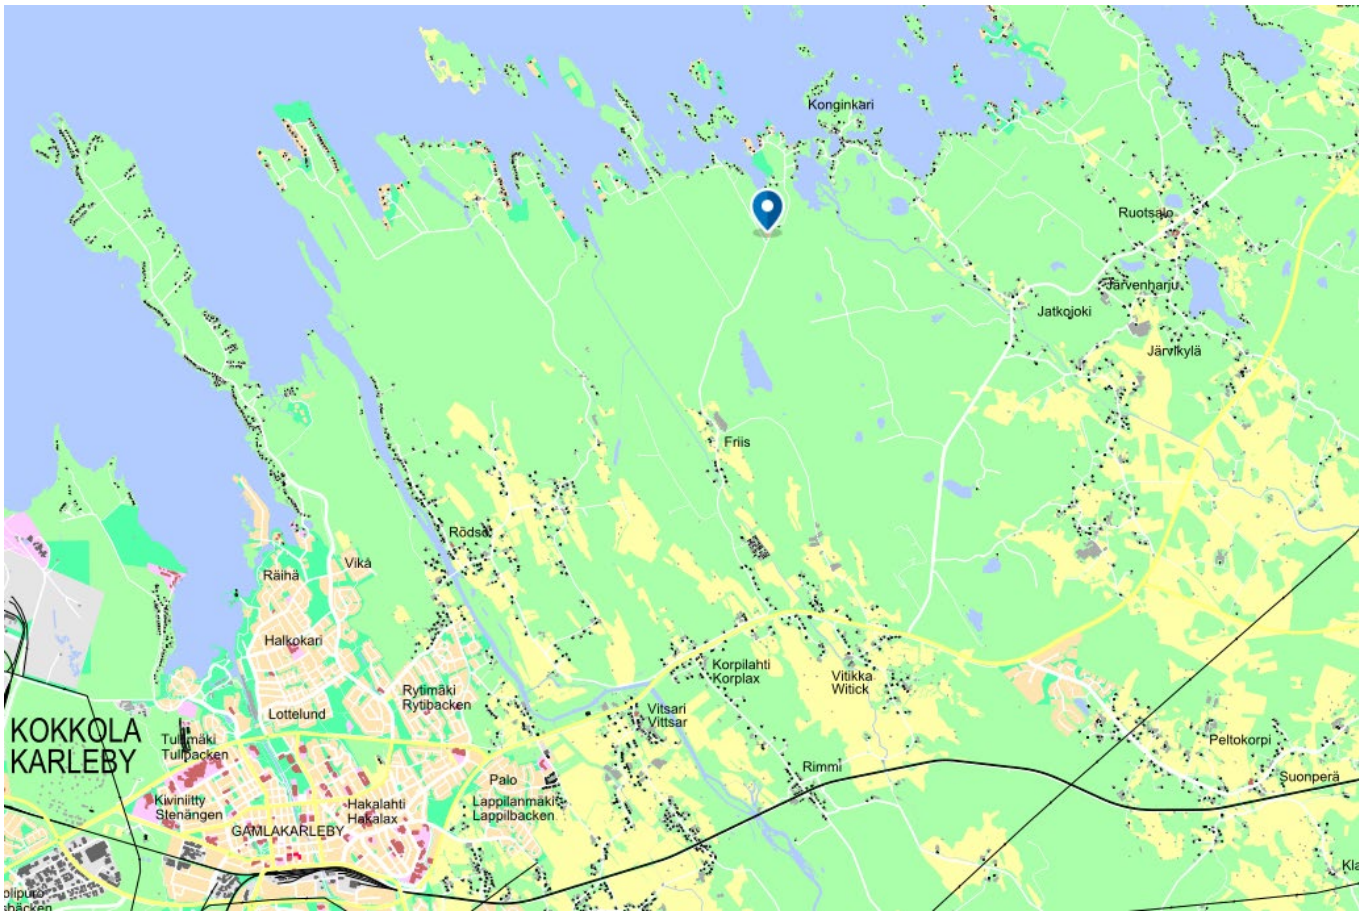 Konginkari
Ruotsalo
Järvenharju
Jatkojoki
Järvikylä
Friis
Rödsö
Vikå
Räihä
Halkokari
Korpilahti
Korplax
Vitikka
Witick
Rytimäki
Rytibacken
Lottelund
Vitsari
Vittsar
KOKKOLA
KARLEBY
Tullimäki
Tullpacken
Peltokorpi
Rimmi
Suonperä
Palo
Kiviniitty
Stenängen
Hakalahti
Hakalax
Lappilanmäki
Lappilbacken
GAMLAKARLEBY